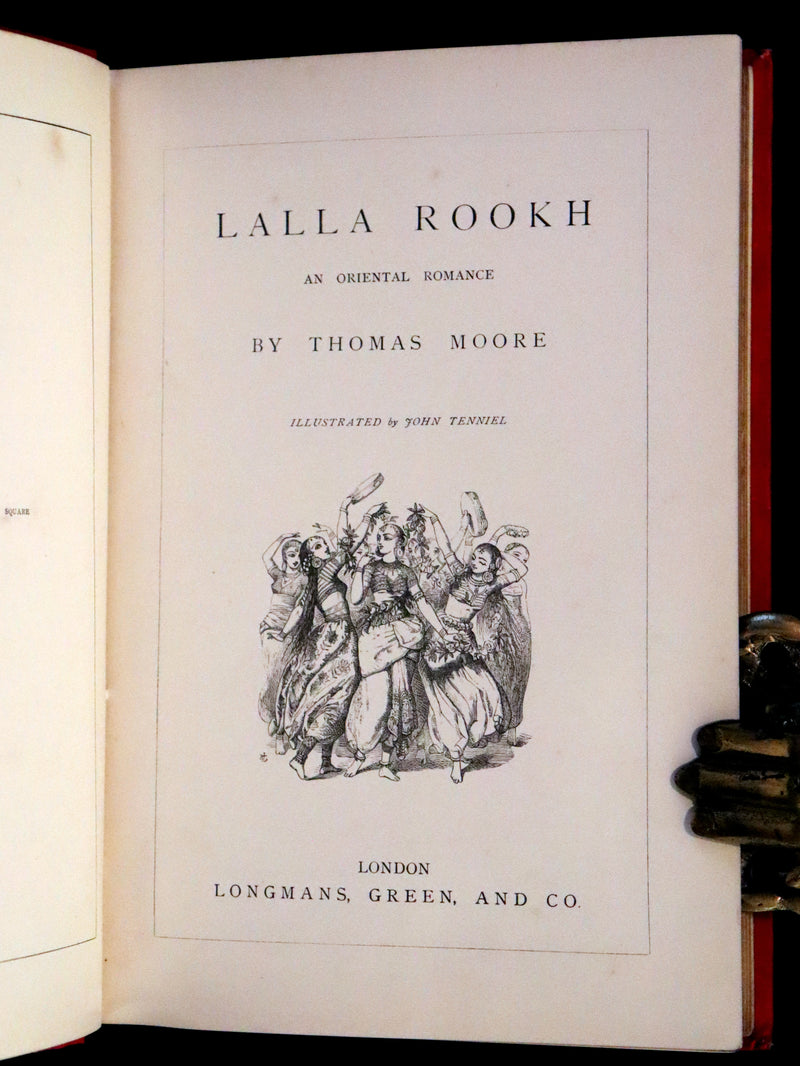 SQUARE
LALLA ROOKH
AN ORIENTAL ROMANCE
BY THOMAS MOORE
ILLUSTRATED by JOHN TENNIEL
LONDON
LONGMANS, GREEN, AND CO.